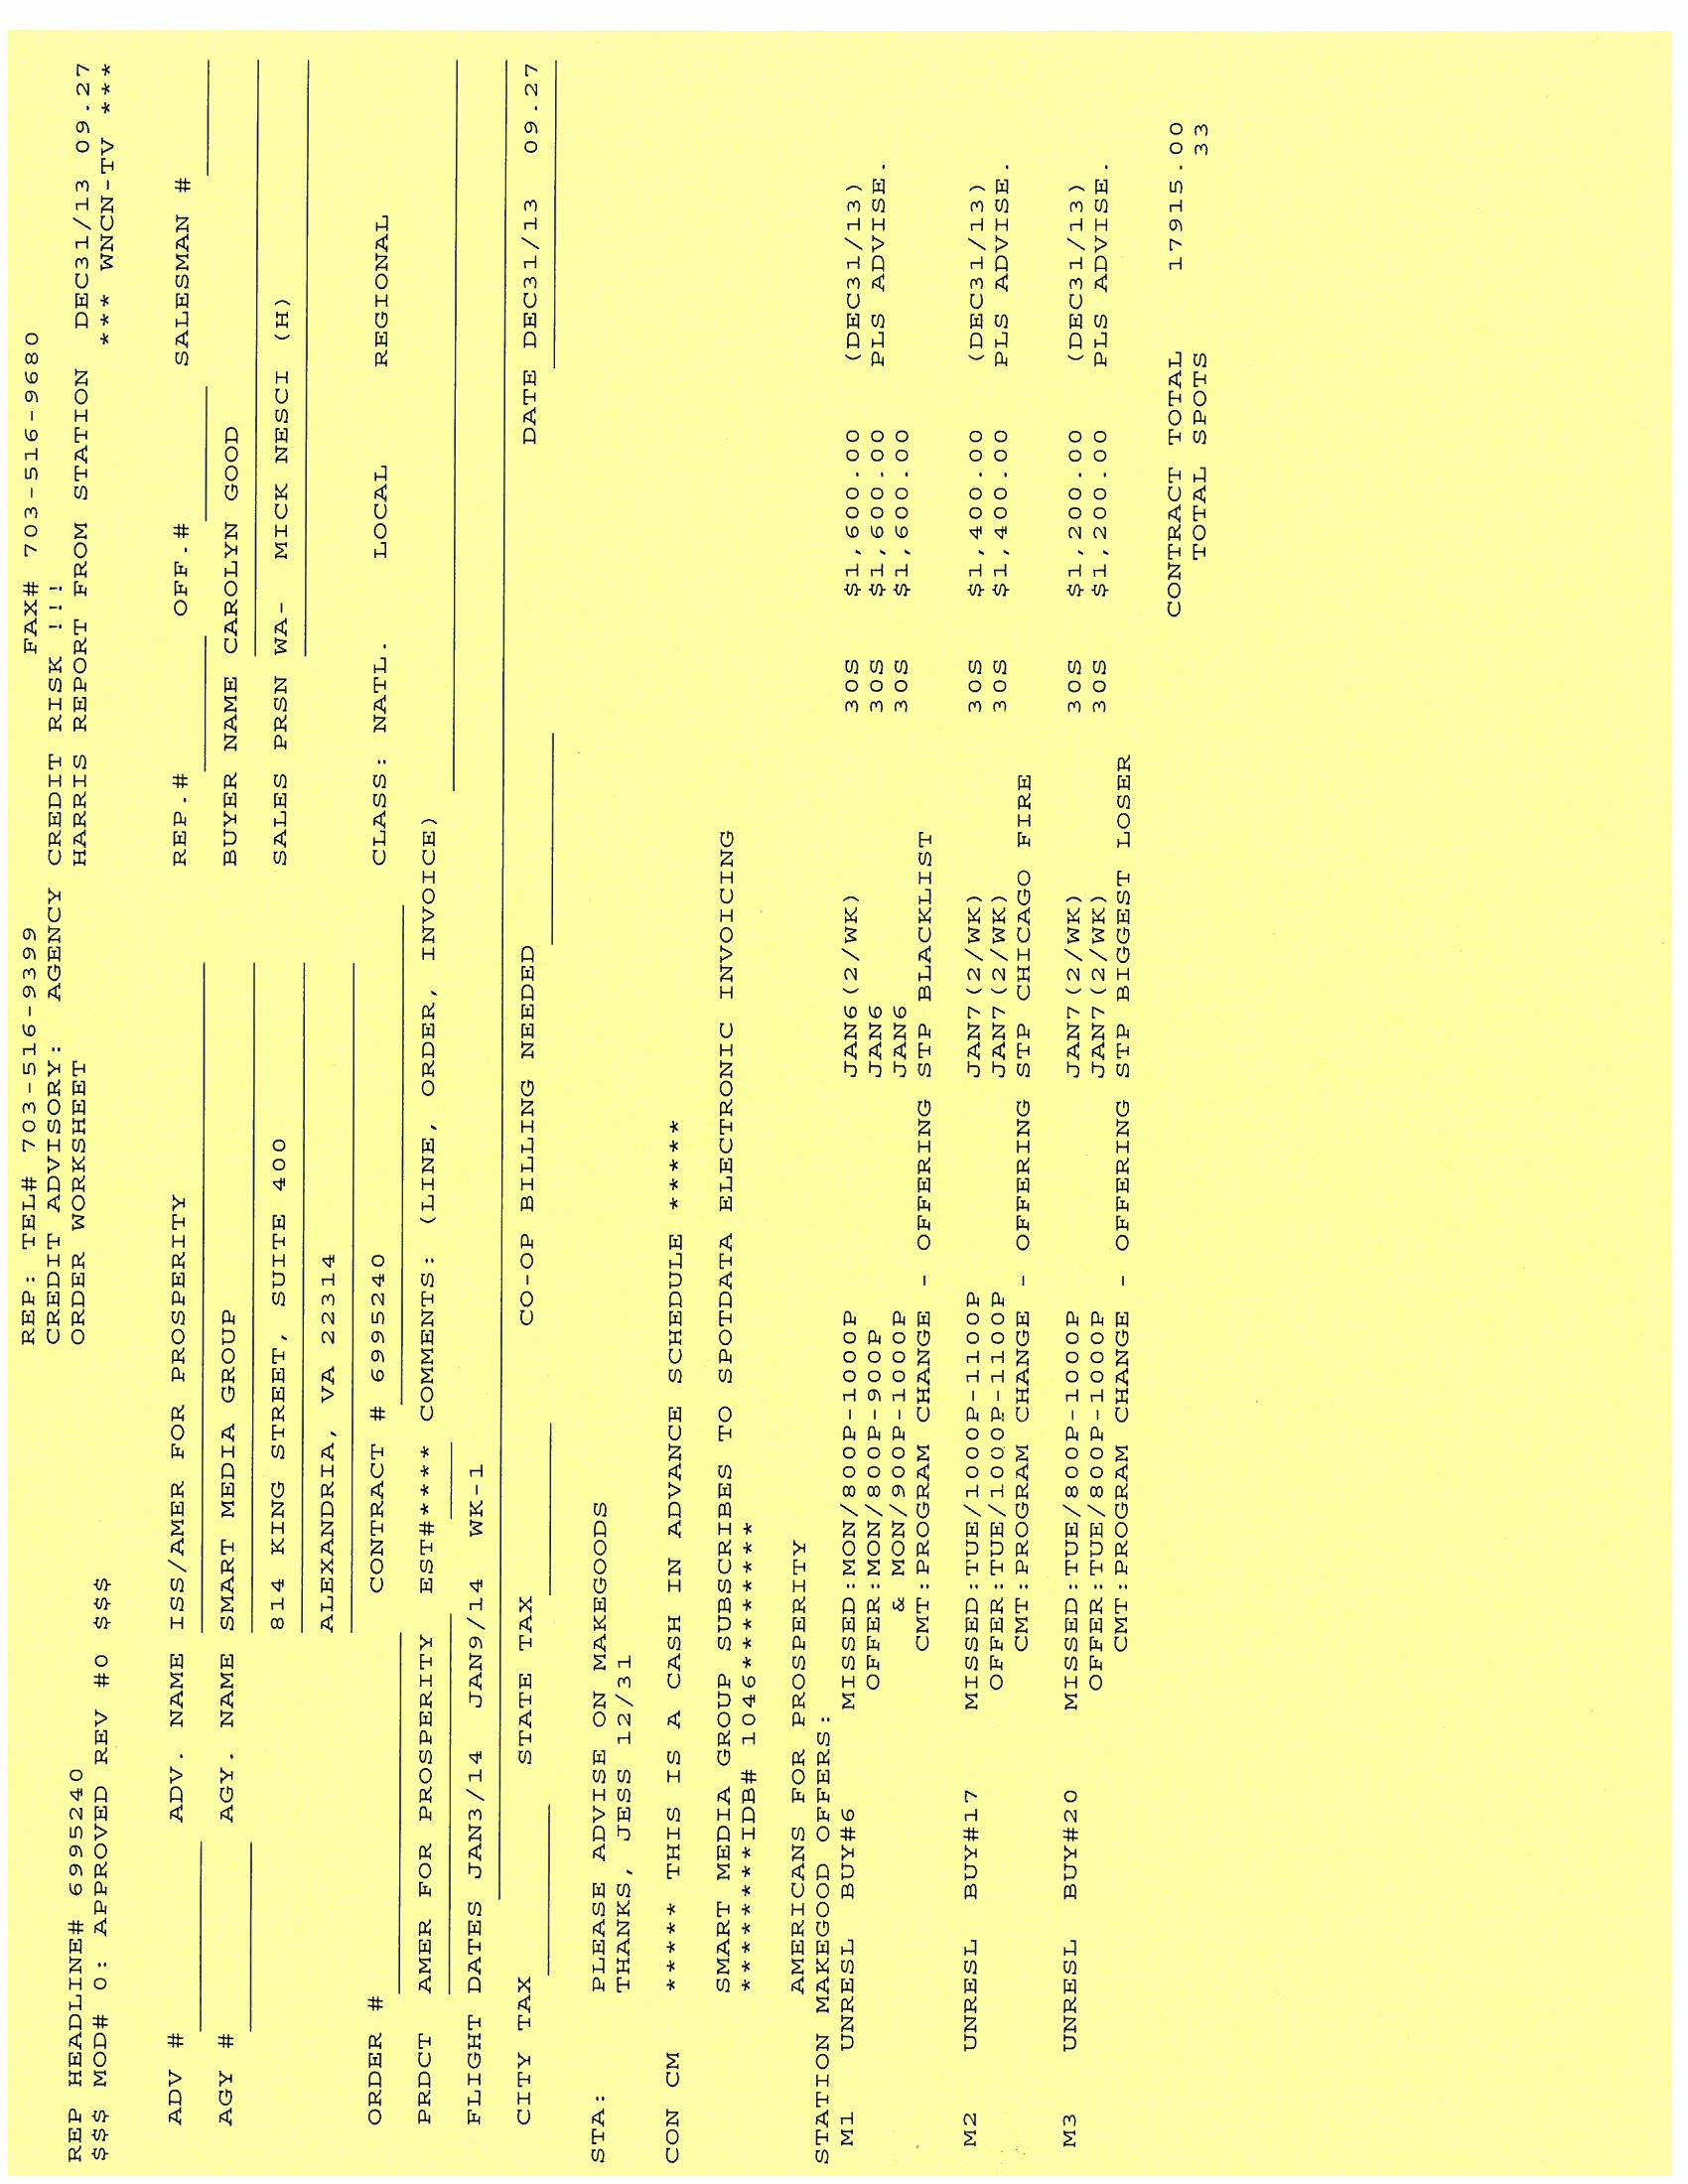 REP: TEL# 703-516-9399 FAX# 703-516-9680
CREDIT ADVISORY: AGENCY CREDIT RISK !!!
REP HEADLINE# 6995240 ORDER WORKSHEET HARRIS REPORT FROM STATION DEC31/13 09.27
$$$ MOD# 0: APPROVED REV #0 $$$ *** WNCN-TV ***
ADV # ADV. NAME ISS/AMER FOR PROSPERITY REP.# OFF.# SALESMAN #
AGY # AGY. NAME SMART MEDIA GROUP BUYER NAME CAROLYN GOOD
814 KING STREET, SUITE 400 SALES PRSN WA- MICK NESCI (H)
ALEXANDRIA, VA 22314
ORDER # CONTRACT # 6995240 CLASS: NATL. LOCAL REGIONAL
PRDCT AMER FOR PROSPERITY EST#**** COMMENTS: (LINE, ORDER, INVOICE)
FLIGHT DATES JAN3/14 JAN9/14 WK-1
CITY TAX STATE TAX CO-OP BILLING NEEDED DATE DEC31/13 09.27
STA: PLEASE ADVISE ON MAKEGOODS
THANKS, JESS 12/31
CON CM ***** THIS IS A CASH IN ADVANCE SCHEDULE *****
SMART MEDIA GROUP SUBSCRIBES TO SPOTDATA ELECTRONIC INVOICING
********IDB# 1046*********
AMERICANS FOR PROSPERITY
STATION MAKEGOOD OFFERS:
M1 UNRESL BUY#6 MISSED:MON/800P-1000P JAN6(2/WK) 30S $1,600.00 (DEC31/13)
OFFER:MON/800P-900P JAN6 30S $1,600.00 PLS ADVISE.
& MON/900P-1000P JAN6 30S $1,600.00
CMT:PROGRAM CHANGE - OFFERING STP BLACKLIST
M2 UNRESL BUY#17 MISSED:TUE/1000P-1100P JAN7(2/WK) 30S $1,400.00 (DEC31/13)
OFFER:TUE/1000P-1100P JAN7(2/WK) 30S $1,400.00 PLS ADVISE.
CMT:PROGRAM CHANGE - OFFERING STP CHICAGO FIRE
M3 UNRESL BUY#20 MISSED:TUE/800P-1000P JAN7(2/WK) 30S $1,200.00 (DEC31/13)
OFFER:TUE/800P-1000P JAN7(2/WK) 30S $1,200.00 PLS ADVISE.
CMT:PROGRAM CHANGE - OFFERING STP BIGGEST LOSER
CONTRACT TOTAL 17915.00
TOTAL SPOTS 33